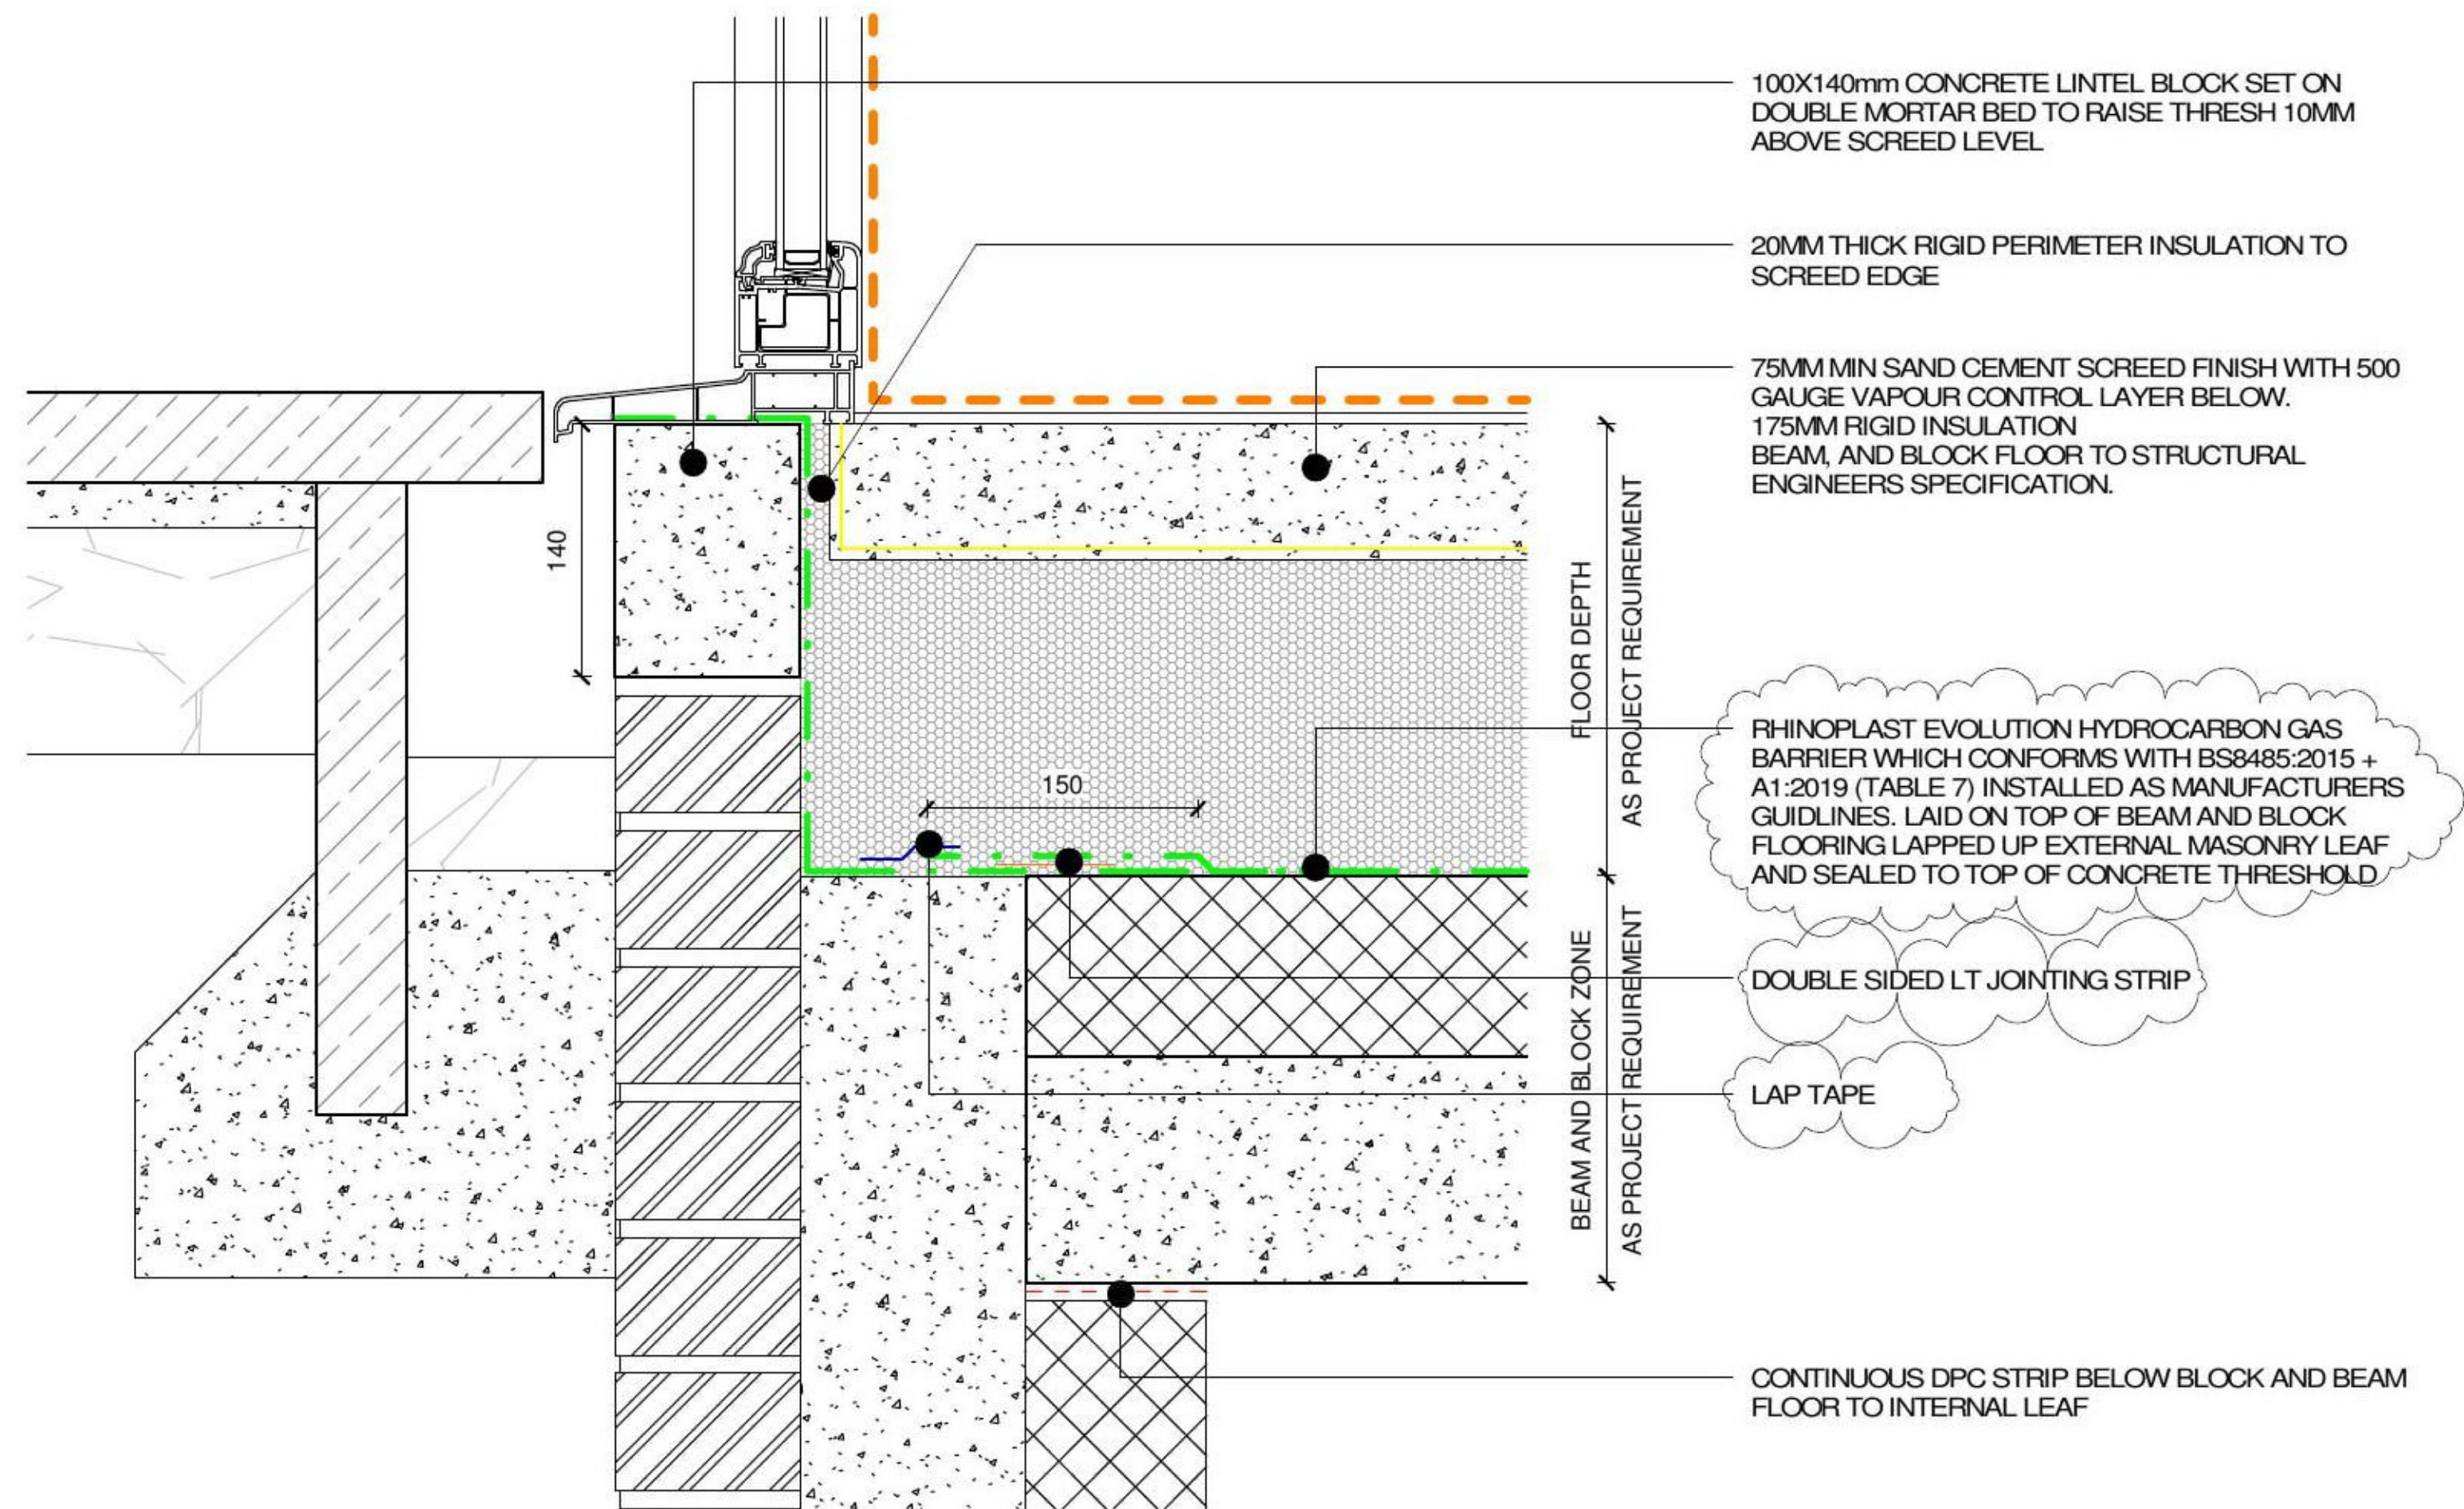 100X140mm CONCRETE LINTEL BLOCK SET ON
DOUBLE MORTAR BED TO RAISE THRESH 10MM
ABOVE SCREED LEVEL
20MM THICK RIGID PERIMETER INSULATION TO
SCREED EDGE
75MM MIN SAND CEMENT SCREED FINISH WITH 500
GAUGE VAPOUR CONTROL LAYER BELOW.
175MM RIGID INSULATION
BEAM, AND BLOCK FLOOR TO STRUCTURAL
ENGINEERS SPECIFICATION.
140
FLOOR DEPTH
AS PROJECT REQUIREMENT
150
RHINOPLAST EVOLUTION HYDROCARBON GAS
BARRIER WHICH CONFORMS WITH BS8485:2015 +
A1:2019 (TABLE 7) INSTALLED AS MANUFACTURERS
GUIDLINES. LAID ON TOP OF BEAM AND BLOCK
FLOORING LAPPED UP EXTERNAL MASONRY LEAF
AND SEALED TO TOP OF CONCRETE THRESHOLD
BEAM AND BLOCK ZONE
AS PROJECT REQUIREMENT
DOUBLE SIDED LT JOINTING STRIP
LAP TAPE
CONTINUOUS DPC STRIP BELOW BLOCK AND BEAM
FLOOR TO INTERNAL LEAF